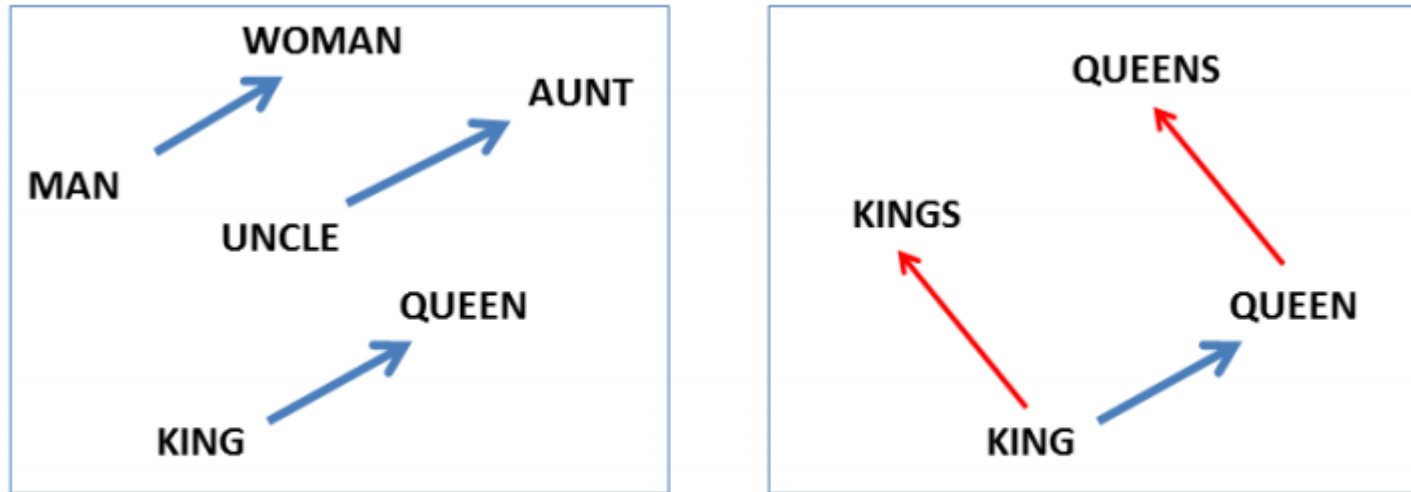 WOMAN
AUNT
MAN
UNCLE
QUEEN
KING
QUEENS
KINGS
QUEEN
KING